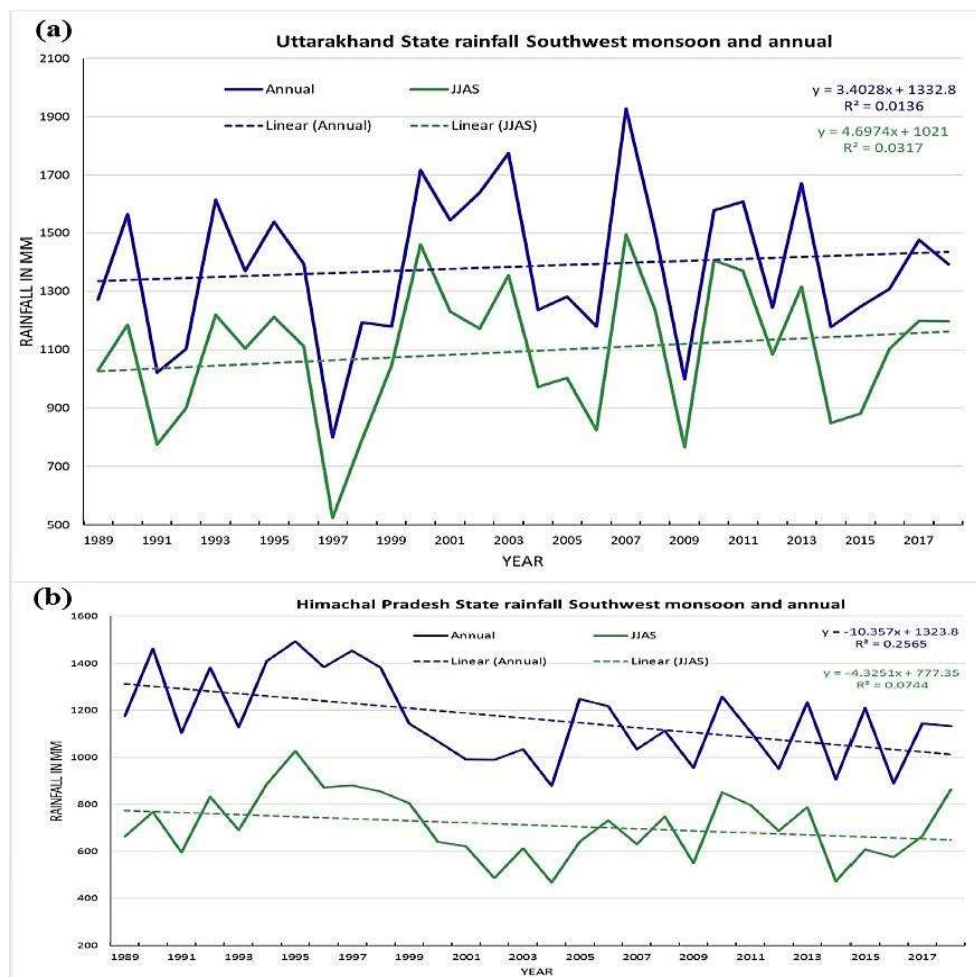 (a)
Uttarakhand State rainfall Southwest monsoon and annual
2100
1900
1700
1500
1300
1100
900
700
500
RAINFALL IN MM
Annual
JJAS
Linear (Annual)
Linear (JJAS)
y = 3.4028x + 1332.8
R² = 0.0136
y = 4.6974x + 1021
R² = 0.0317
1989 1991 1993 1995 1997 1999 2001 2003 2005 2007 2009 2011 2013 2015 2017
YEAR
(b)
Himachal Pradesh State rainfall Southwest monsoon and annual
1600
1400
1200
1000
800
600
400
200
RAINFALL IN MM
Annual
JJAS
Linear (Annual)
Linear (JJAS)
y = -10.357x + 1323.8
R² = 0.2565
y = -4.3251x + 777.35
R² = 0.0744
1989 1991 1993 1995 1997 1999 2001 2003 2005 2007 2009 2011 2013 2015 2017
YEAR